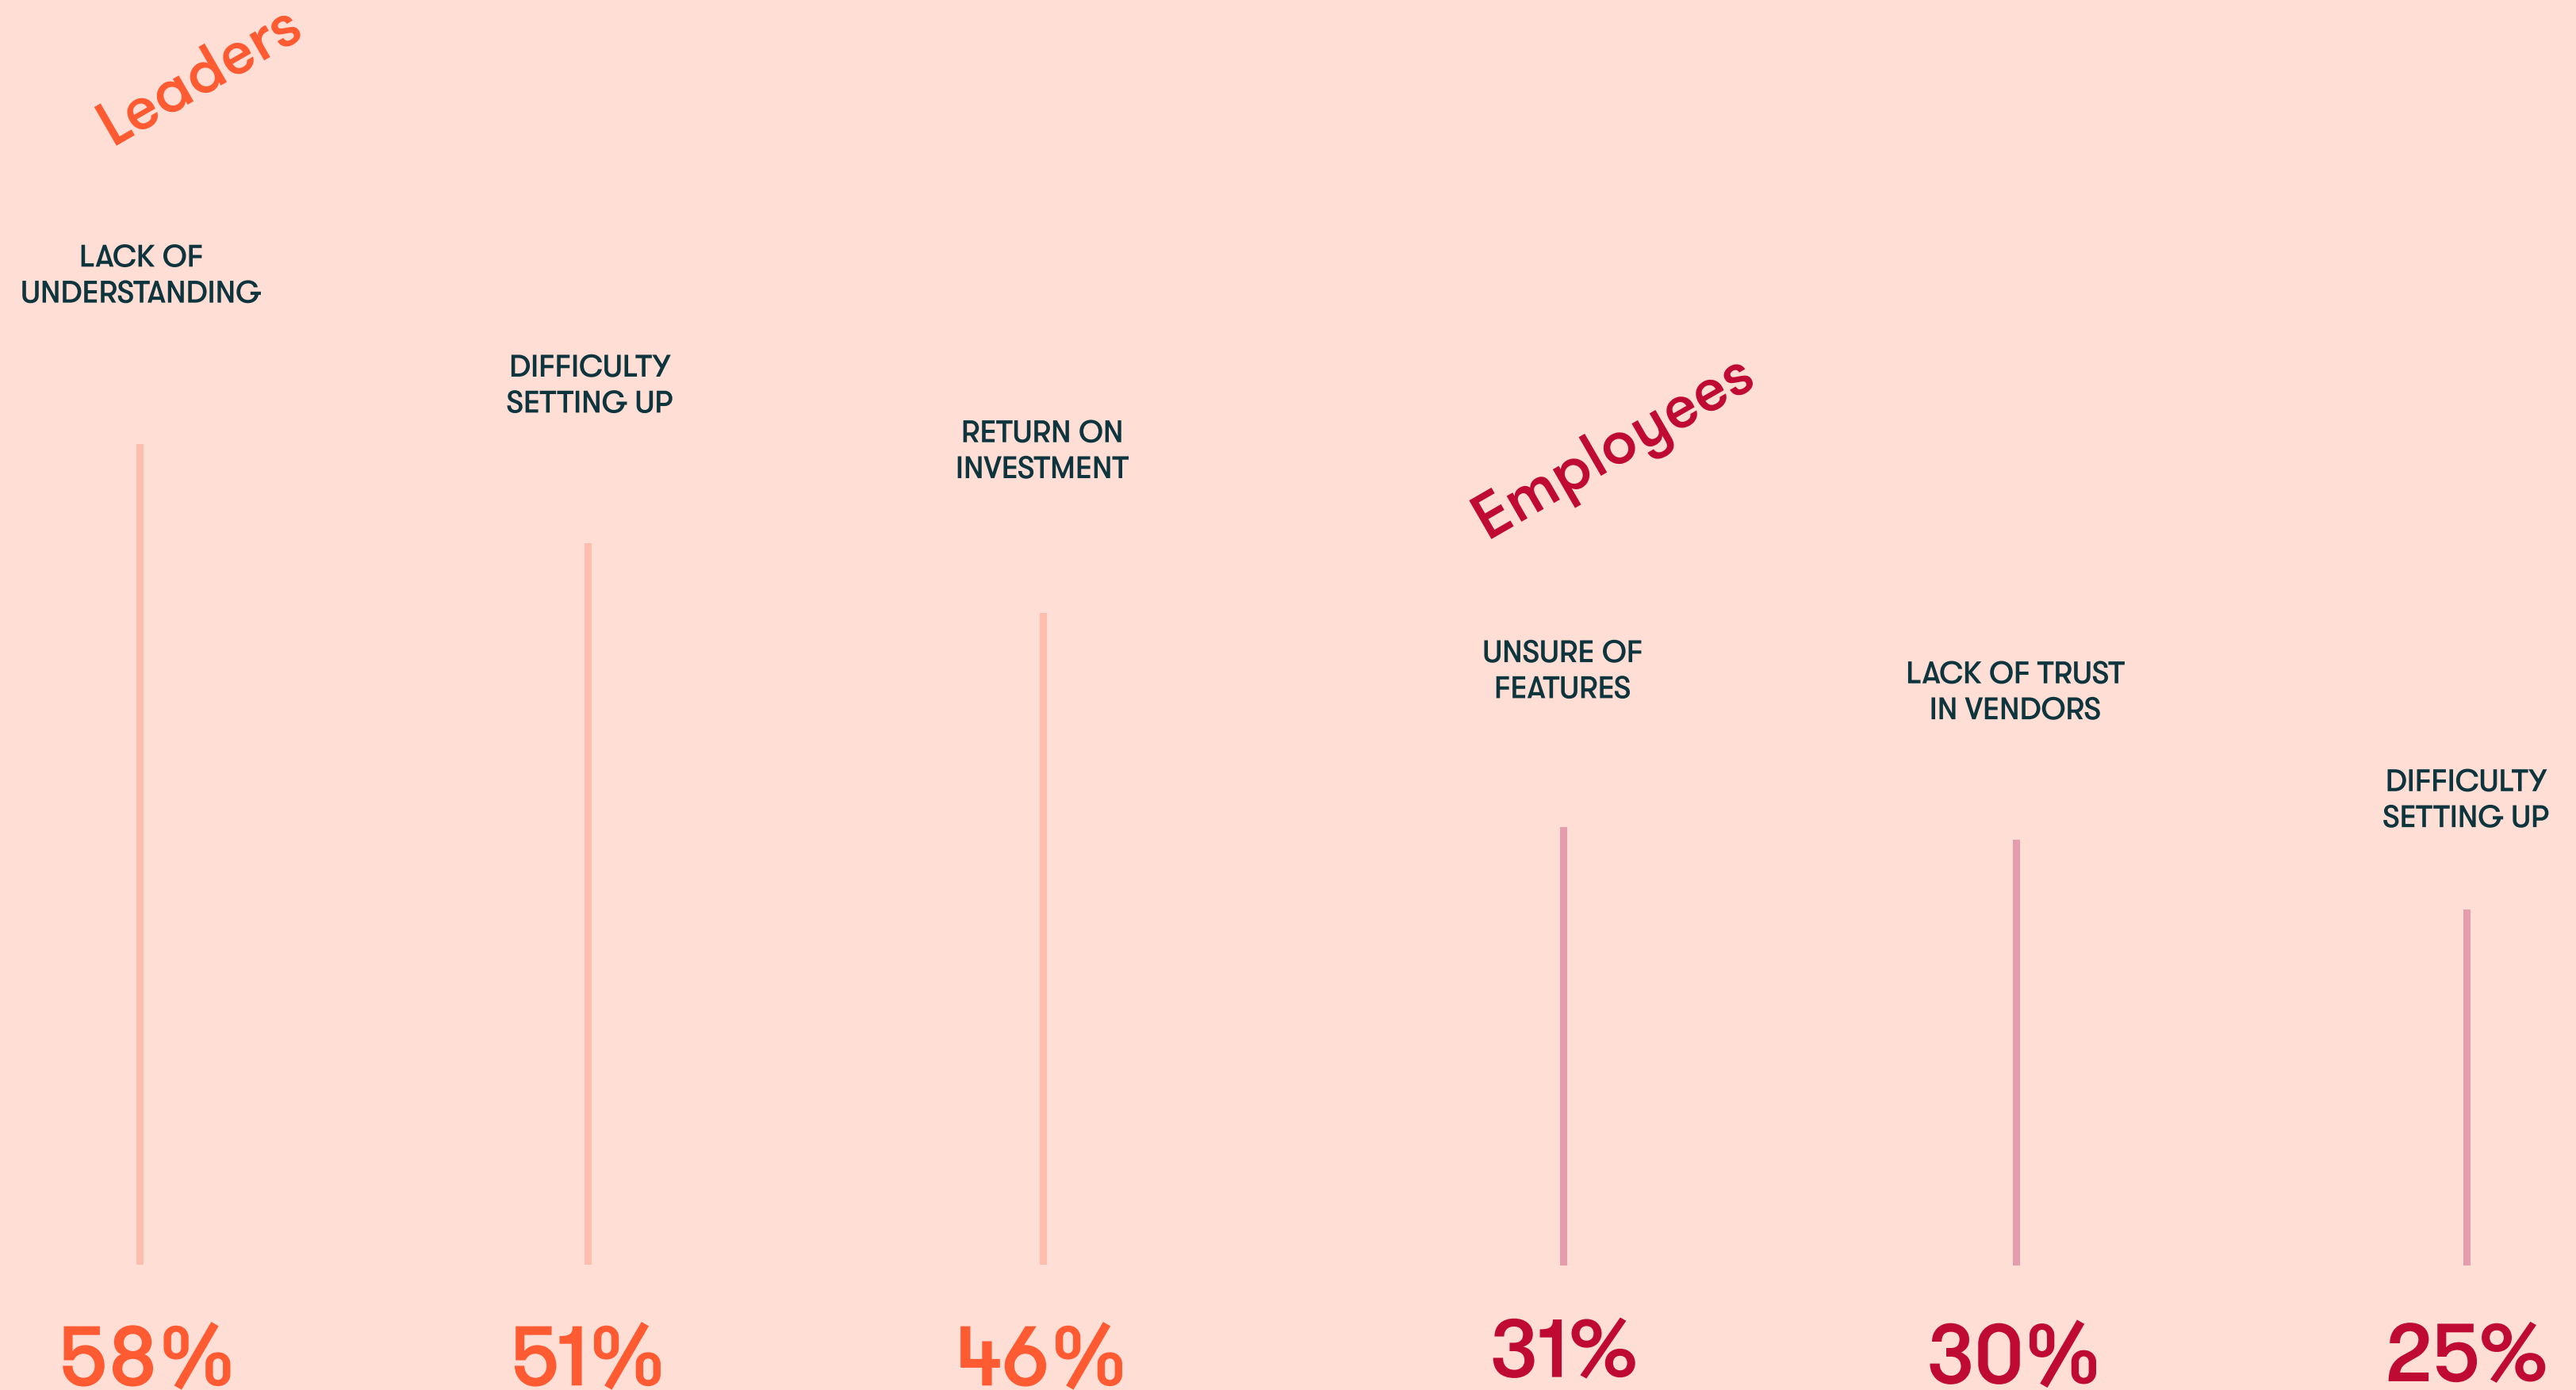 Leaders
LACK OF
UNDERSTANDING
58%
DIFFICULTY
SETTING UP
51%
RETURN ON
INVESTMENT
46%
Employees
UNSURE OF
FEATURES
31%
LACK OF TRUST
IN VENDORS
30%
DIFFICULTY
SETTING UP
25%